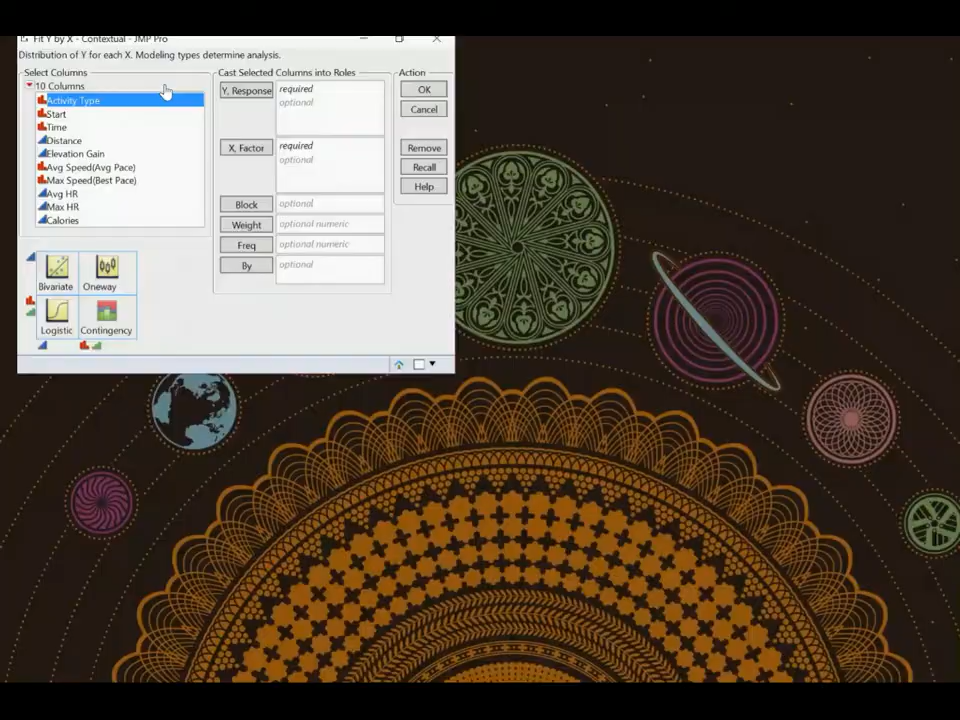 Fit Y by X - Contextual - JMP Pro
Distribution of Y for each X. Modeling types determine analysis.
Select Columns
10 Columns
Activity Type
Start
Time
Distance
Elevation Gain
Avg Speed(Avg Pace)
Max Speed(Best Pace)
Avg HR
Max HR
Calories
Bivariate
Oneway
Logistic
Contingency
Cast Selected Columns into Roles
Y, Response
required
optional
X, Factor
required
optional
Block
optional
Weight
optional numeric
Freq
optional numeric
By
optional
Action
OK
Cancel
Remove
Recall
Help